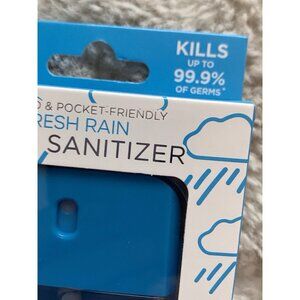 KILLS
UP TO
99.9%
OF GERMS*
& POCKET-FRIENDLY
RESH RAIN
SANITIZER